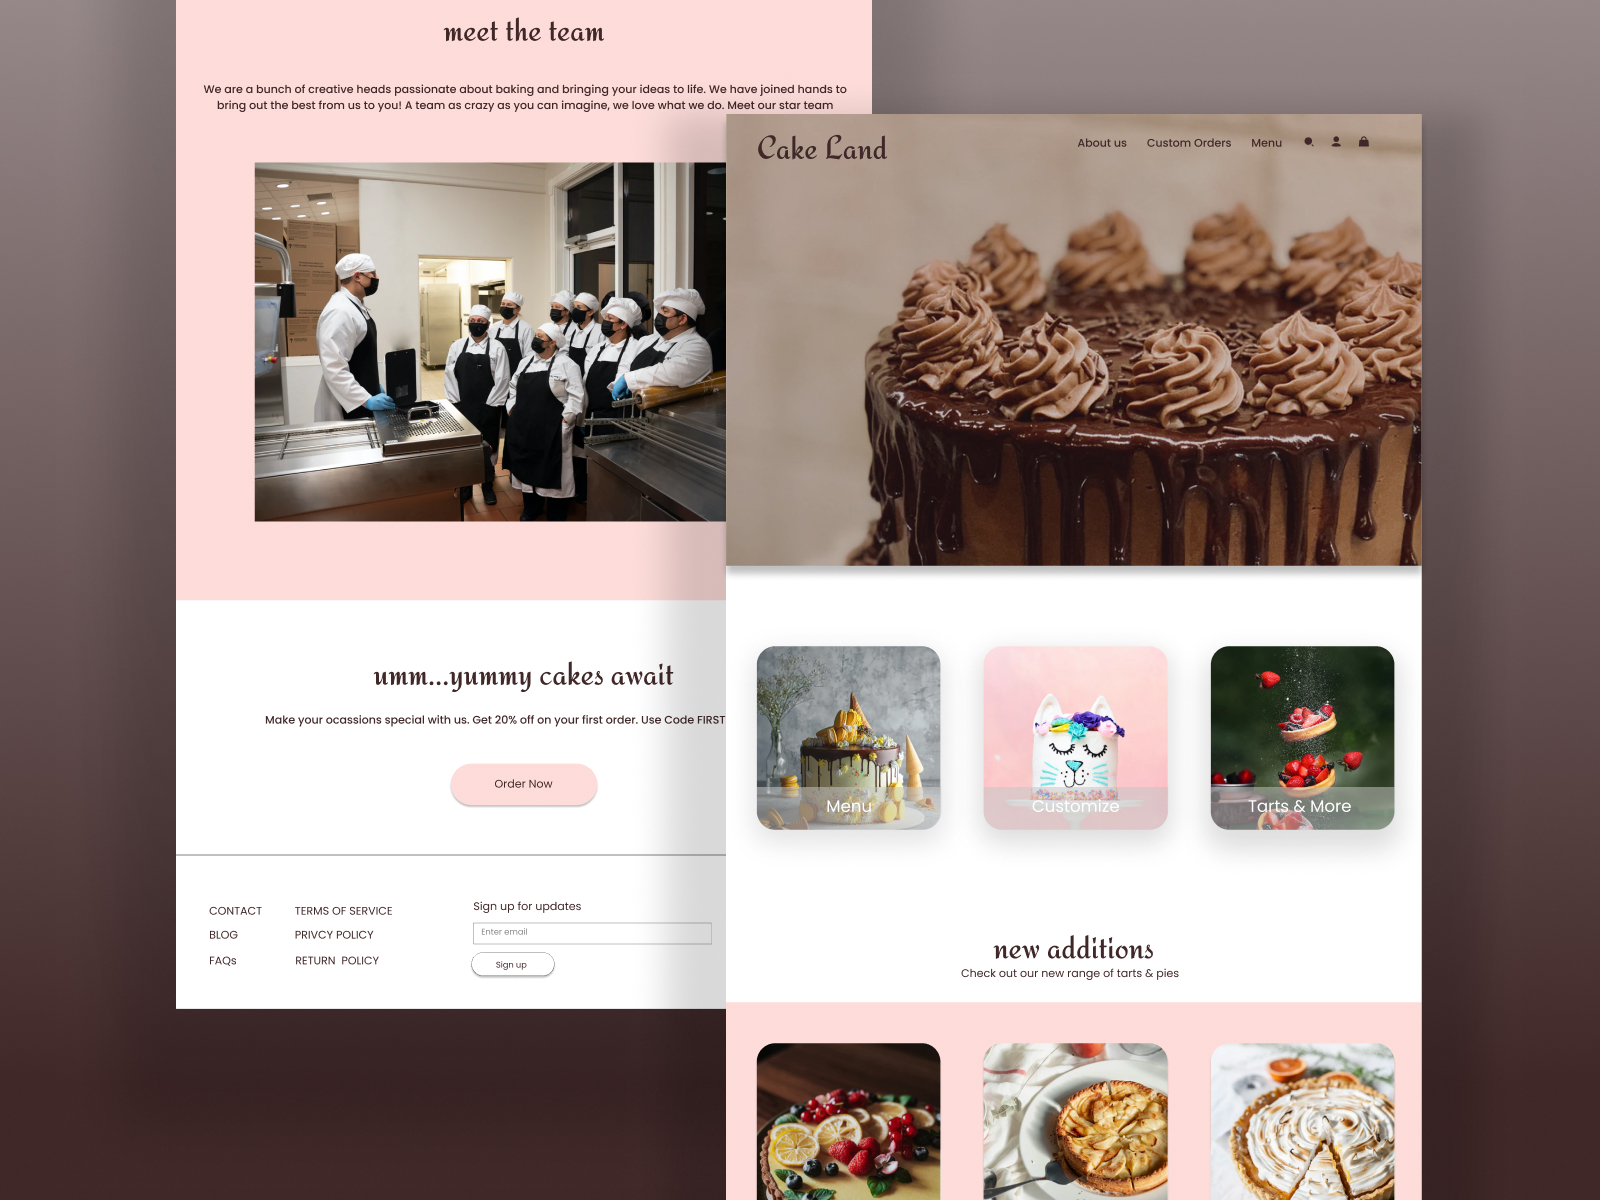 meet the team
We are a bunch of creative heads passionate about baking and bringing your ideas to life. We have joined hands to
bring out the best from us to you! A team as crazy as you can imagine, we love what we do. Meet our star team
umm...yummy cakes await
Make your ocassions special with us. Get 20% off on your first order. Use Code FIRST
Order Now
CONTACT
BLOG
FAQs
TERMS OF SERVICE
PRIVCY POLICY
RETURN POLICY
Sign up for updates
Enter email
Sign up
Cake Land
About us Custom Orders Menu
Menu
Customize
Tarts & More
new additions
Check out our new range of tarts & pies